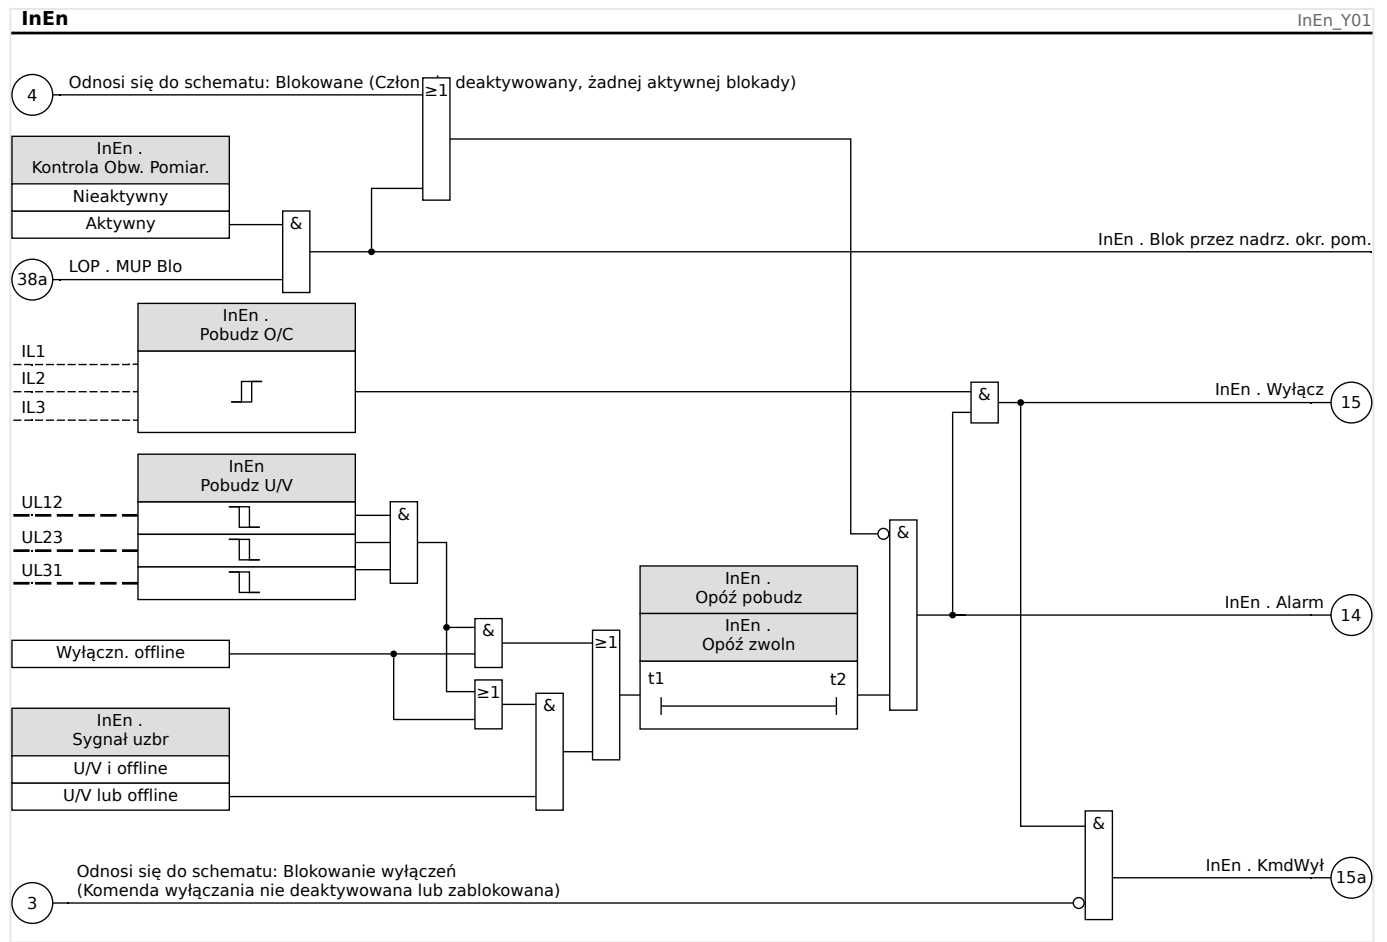 InEn
InEn_Y01
Odnosi się do schematu: Blokowane (Człon deaktywowany, żadnej aktywnej blokady)
4
≥1
InEn .
Kontrola Obw. Pomiar.
Nieaktywny
Aktywny
&
InEn . Blok przez nadrz. okr. pom.
LOP . MUP Blo
38a
InEn .
Pobudz O/C
IL1
IL2
IL3
&
InEn . Wyłącz
15
InEn
Pobudz U/V
UL12
UL23
UL31
&
&
InEn .
Opóź pobudz
InEn .
Opóź zwoln
t1
t2
InEn . Alarm
14
Wyłączn. offline
&
≥1
≥1
&
InEn .
Sygnał uzbr
U/V i offline
U/V lub offline
&
InEn . KmdWył
15a
Odnosi się do schematu: Blokowanie wyłączeń
(Komenda wyłączania nie deaktywowana lub zablokowana)
3